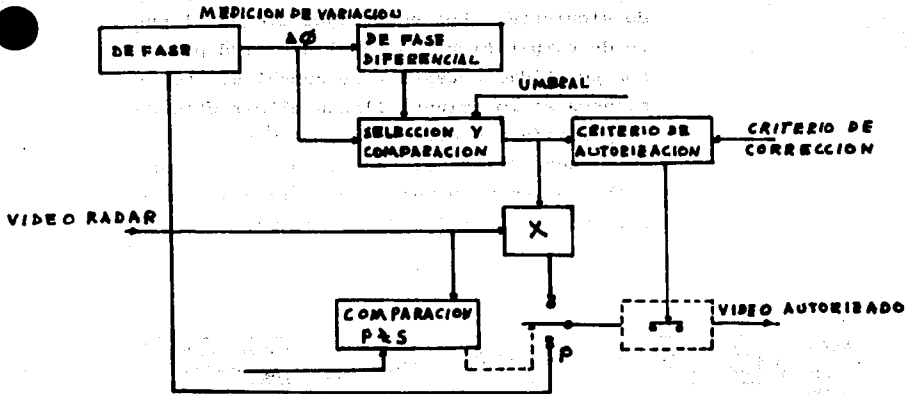 MEDICION DE VARIACION
DE FASE
Δφ
DE FASE
DIFERENCIAL
UMBRAL
SELECCION Y
COMPARACION
CRITERIO DE
AUTORIZACION
CRITERIO DE
CORRECCION
VIDEO RADAR
X
COMPARACION
P≷S
P
VIDEO AUTORIZADO